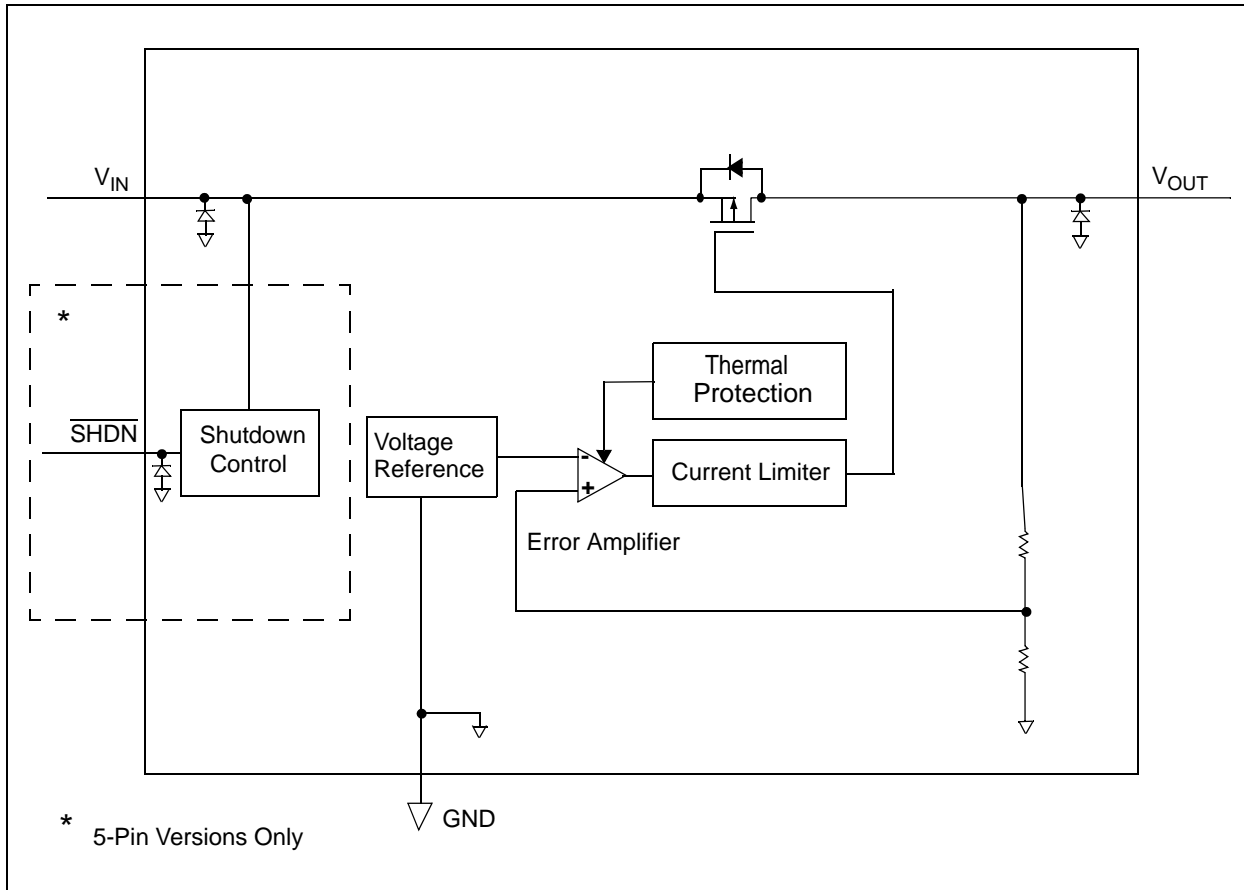 VIN
VOUT
*
Thermal
Protection
SHDN
Shutdown
Control
Voltage
Reference
-
+
Current Limiter
Error Amplifier
GND
* 5-Pin Versions Only